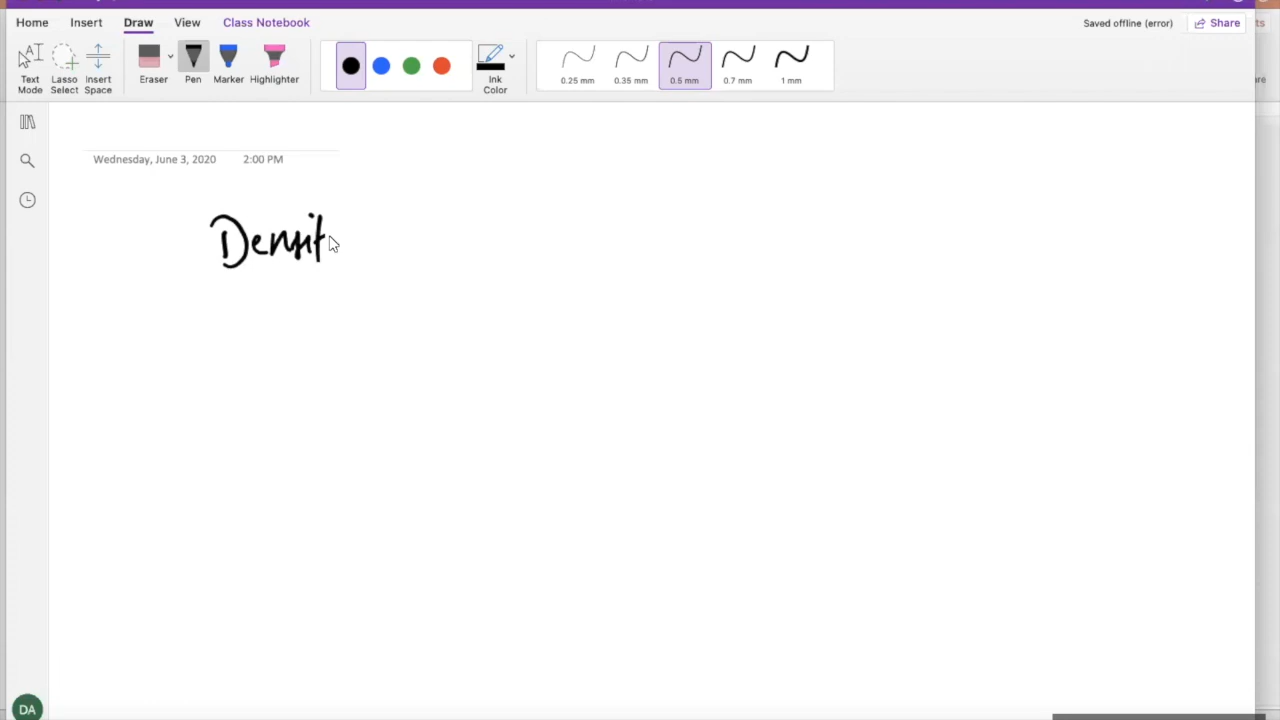 Home Insert Draw View Class Notebook Saved offline (error) Share
Text Mode Lasso Select Insert Space Eraser Pen Marker Highlighter Ink Color 0.25 mm 0.35 mm 0.5 mm 0.7 mm 1 mm
Wednesday, June 3, 2020 2:00 PM
Densit
DA